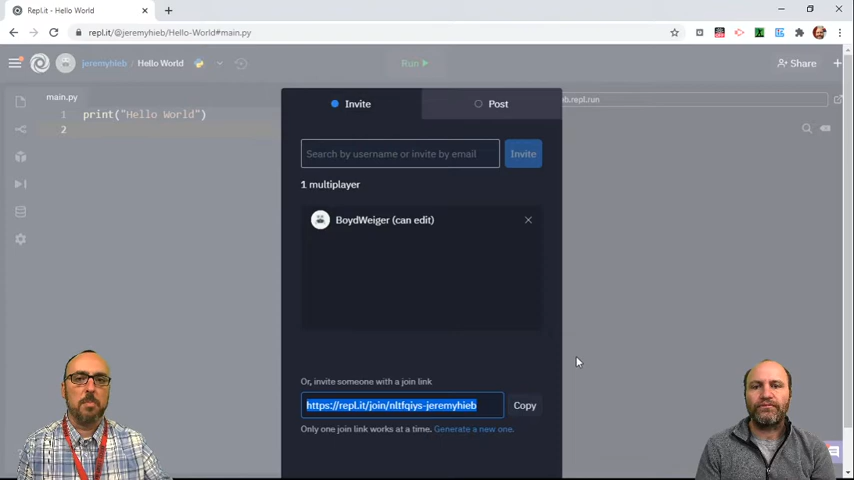 Repl.it - Hello World
repl.it/@jeremyhieb/Hello-World#main.py
jeremyhieb / Hello World
Run
Share
main.py
1 print("Hello World")
2
Invite
Post
eb.repl.run
Search by username or invite by email
Invite
1 multiplayer
BoydWeiger (can edit)
Or, invite someone with a join link
https://repl.it/join/nltfqiys-jeremyhieb
Copy
Only one join link works at a time. Generate a new one.